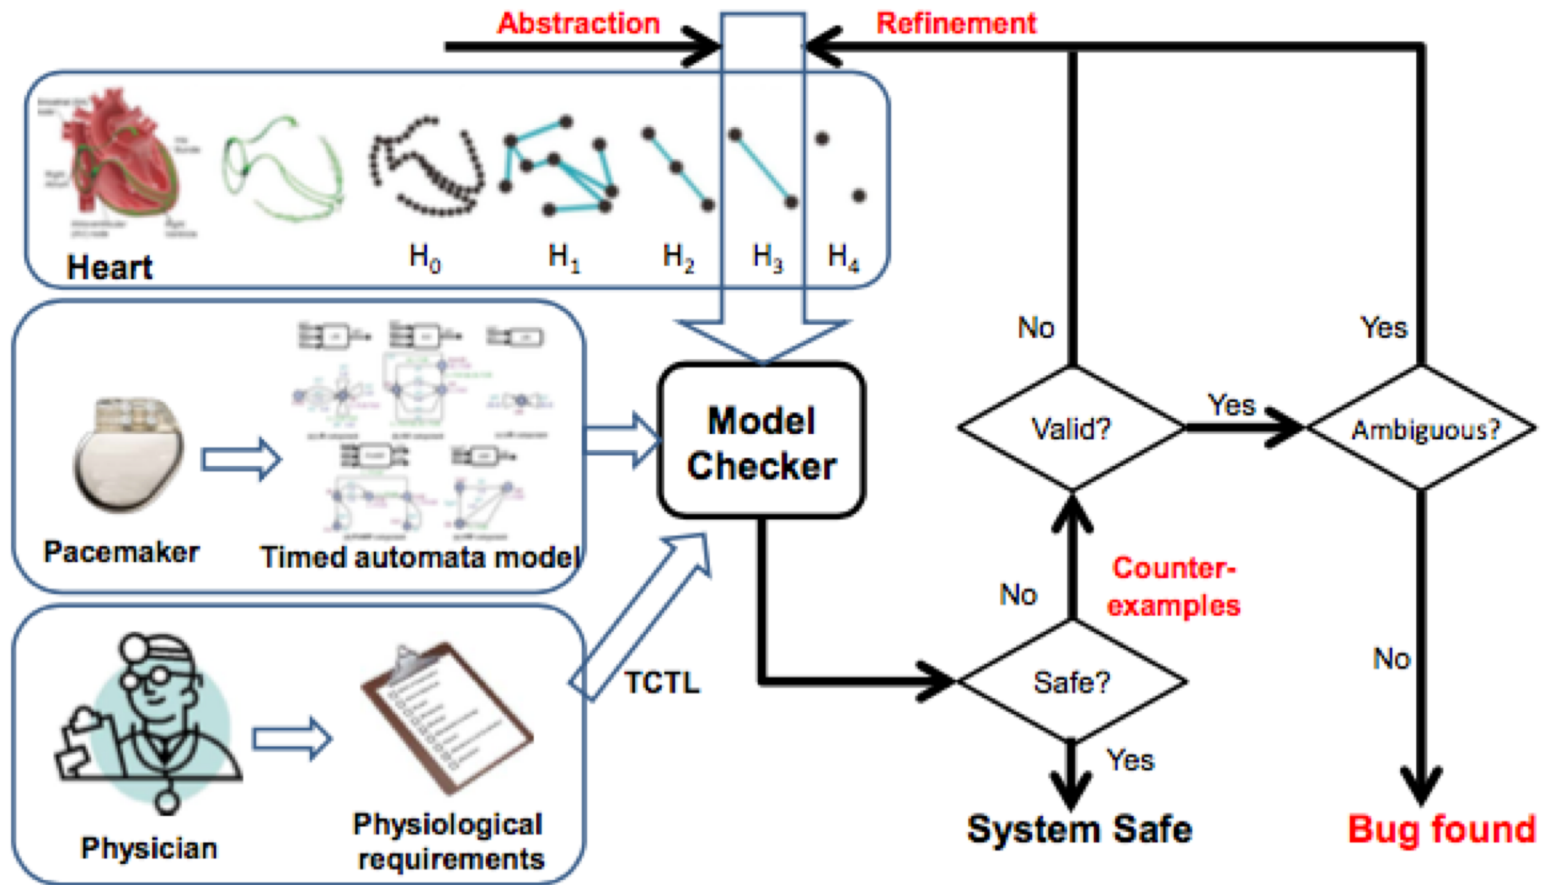 Abstraction
Refinement
Heart
H0
H1
H2
H3
H4
No
Yes
Model
Checker
Valid?
Yes
Ambiguous?
Pacemaker
Timed automata model
No
Counter-
examples
No
TCTL
Safe?
Yes
Physician
Physiological
requirements
System Safe
Bug found